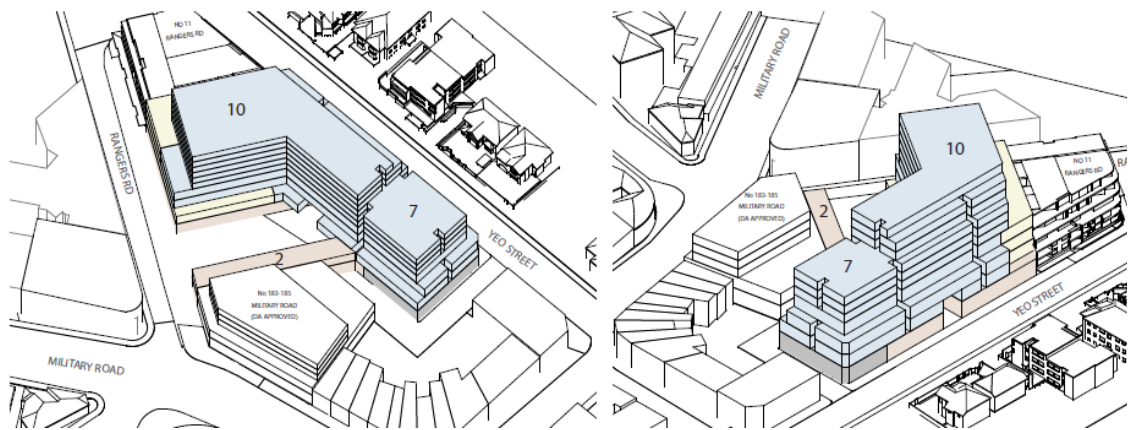 NO 11
RANGERS RD
10
RANGERS RD
7
YEO STREET
2
No 183-185
MILITARY ROAD
(DA APPROVED)
MILITARY ROAD
MILITARY ROAD
10
NO 11
RANGERS RD
RA
No 183-185
MILITARY ROAD
(DA APPROVED)
2
7
YEO STREET